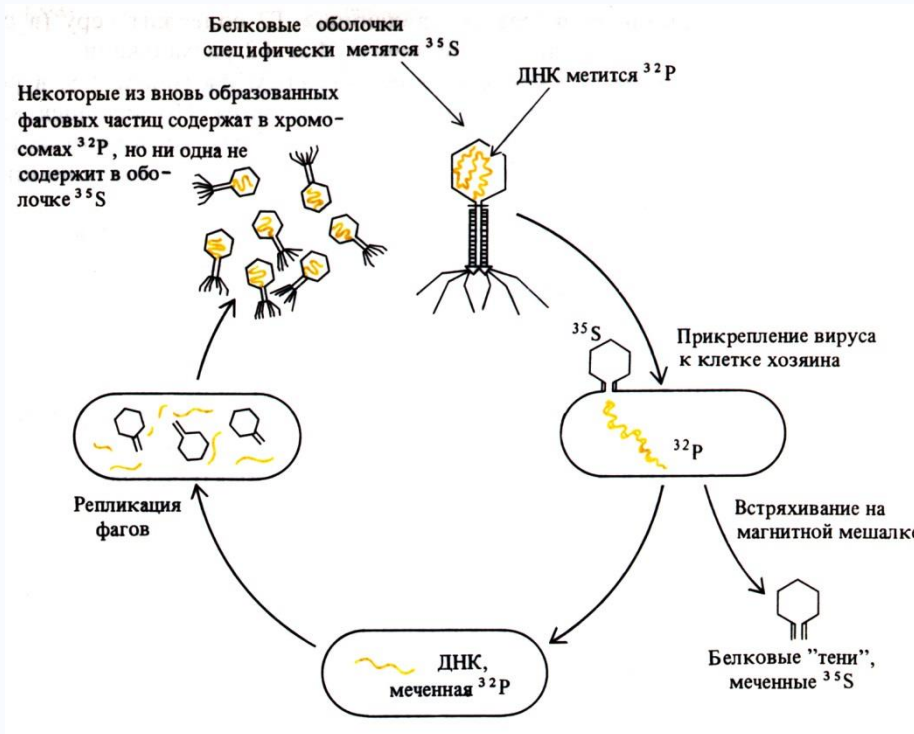 Белковые оболочки
специфически метятся ³⁵S
ДНК метится ³²P
Некоторые из вновь образованных
фаговых частиц содержат в хромо-
сомах ³²P, но ни одна не
содержит в обо-
лочке ³⁵S
³⁵S
Прикрепление вируса
к клетке хозяина
³²P
Встряхивание на
магнитной мешалке
Белковые "тени",
меченные ³⁵S
ДНК,
меченная ³²P
Репликация
фагов